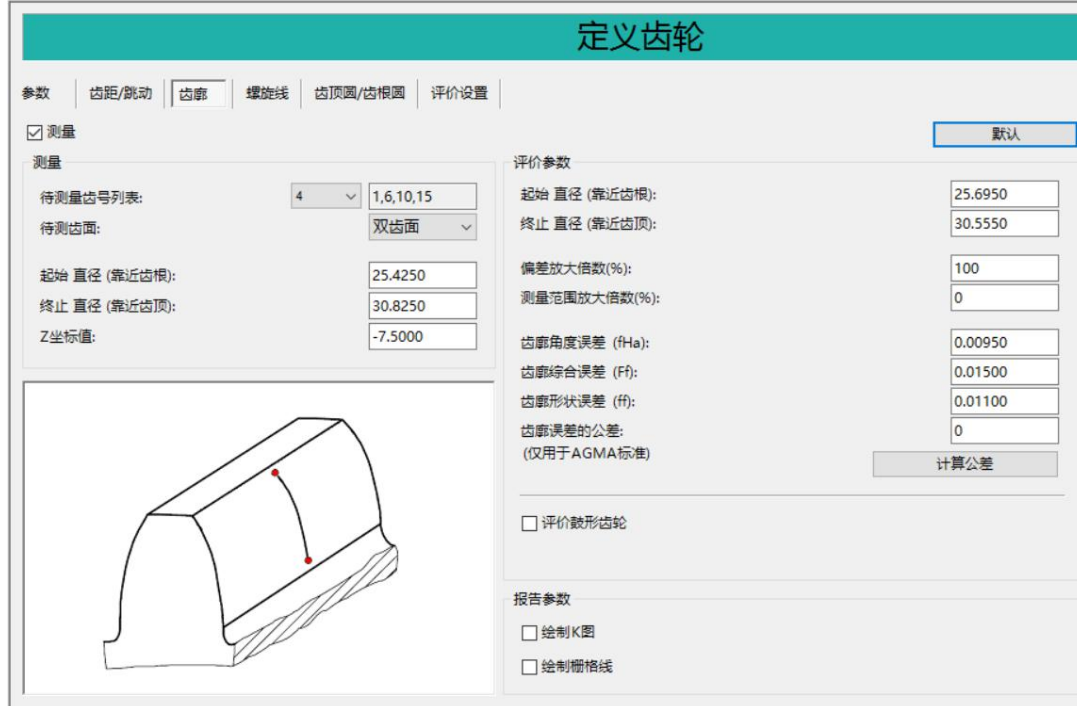 定义齿轮
参数 齿距/跳动 齿廓 螺旋线 齿顶圆/齿根圆 评价设置
测量
默认
测量
待测量齿号列表: 4 1,6,10,15
待测齿面: 双齿面
起始 直径 (靠近齿根): 25.4250
终止 直径 (靠近齿顶): 30.8250
Z坐标值: -7.5000
评价参数
起始 直径 (靠近齿根): 25.6950
终止 直径 (靠近齿顶): 30.5550
偏差放大倍数(%): 100
测量范围放大倍数(%): 0
齿廓角度误差 (fHa): 0.00950
齿廓综合误差 (Ff): 0.01500
齿廓形状误差 (ff): 0.01100
齿廓误差的公差: 0
(仅用于AGMA标准)
计算公差
评价鼓形齿轮
报告参数
绘制K图
绘制栅格线